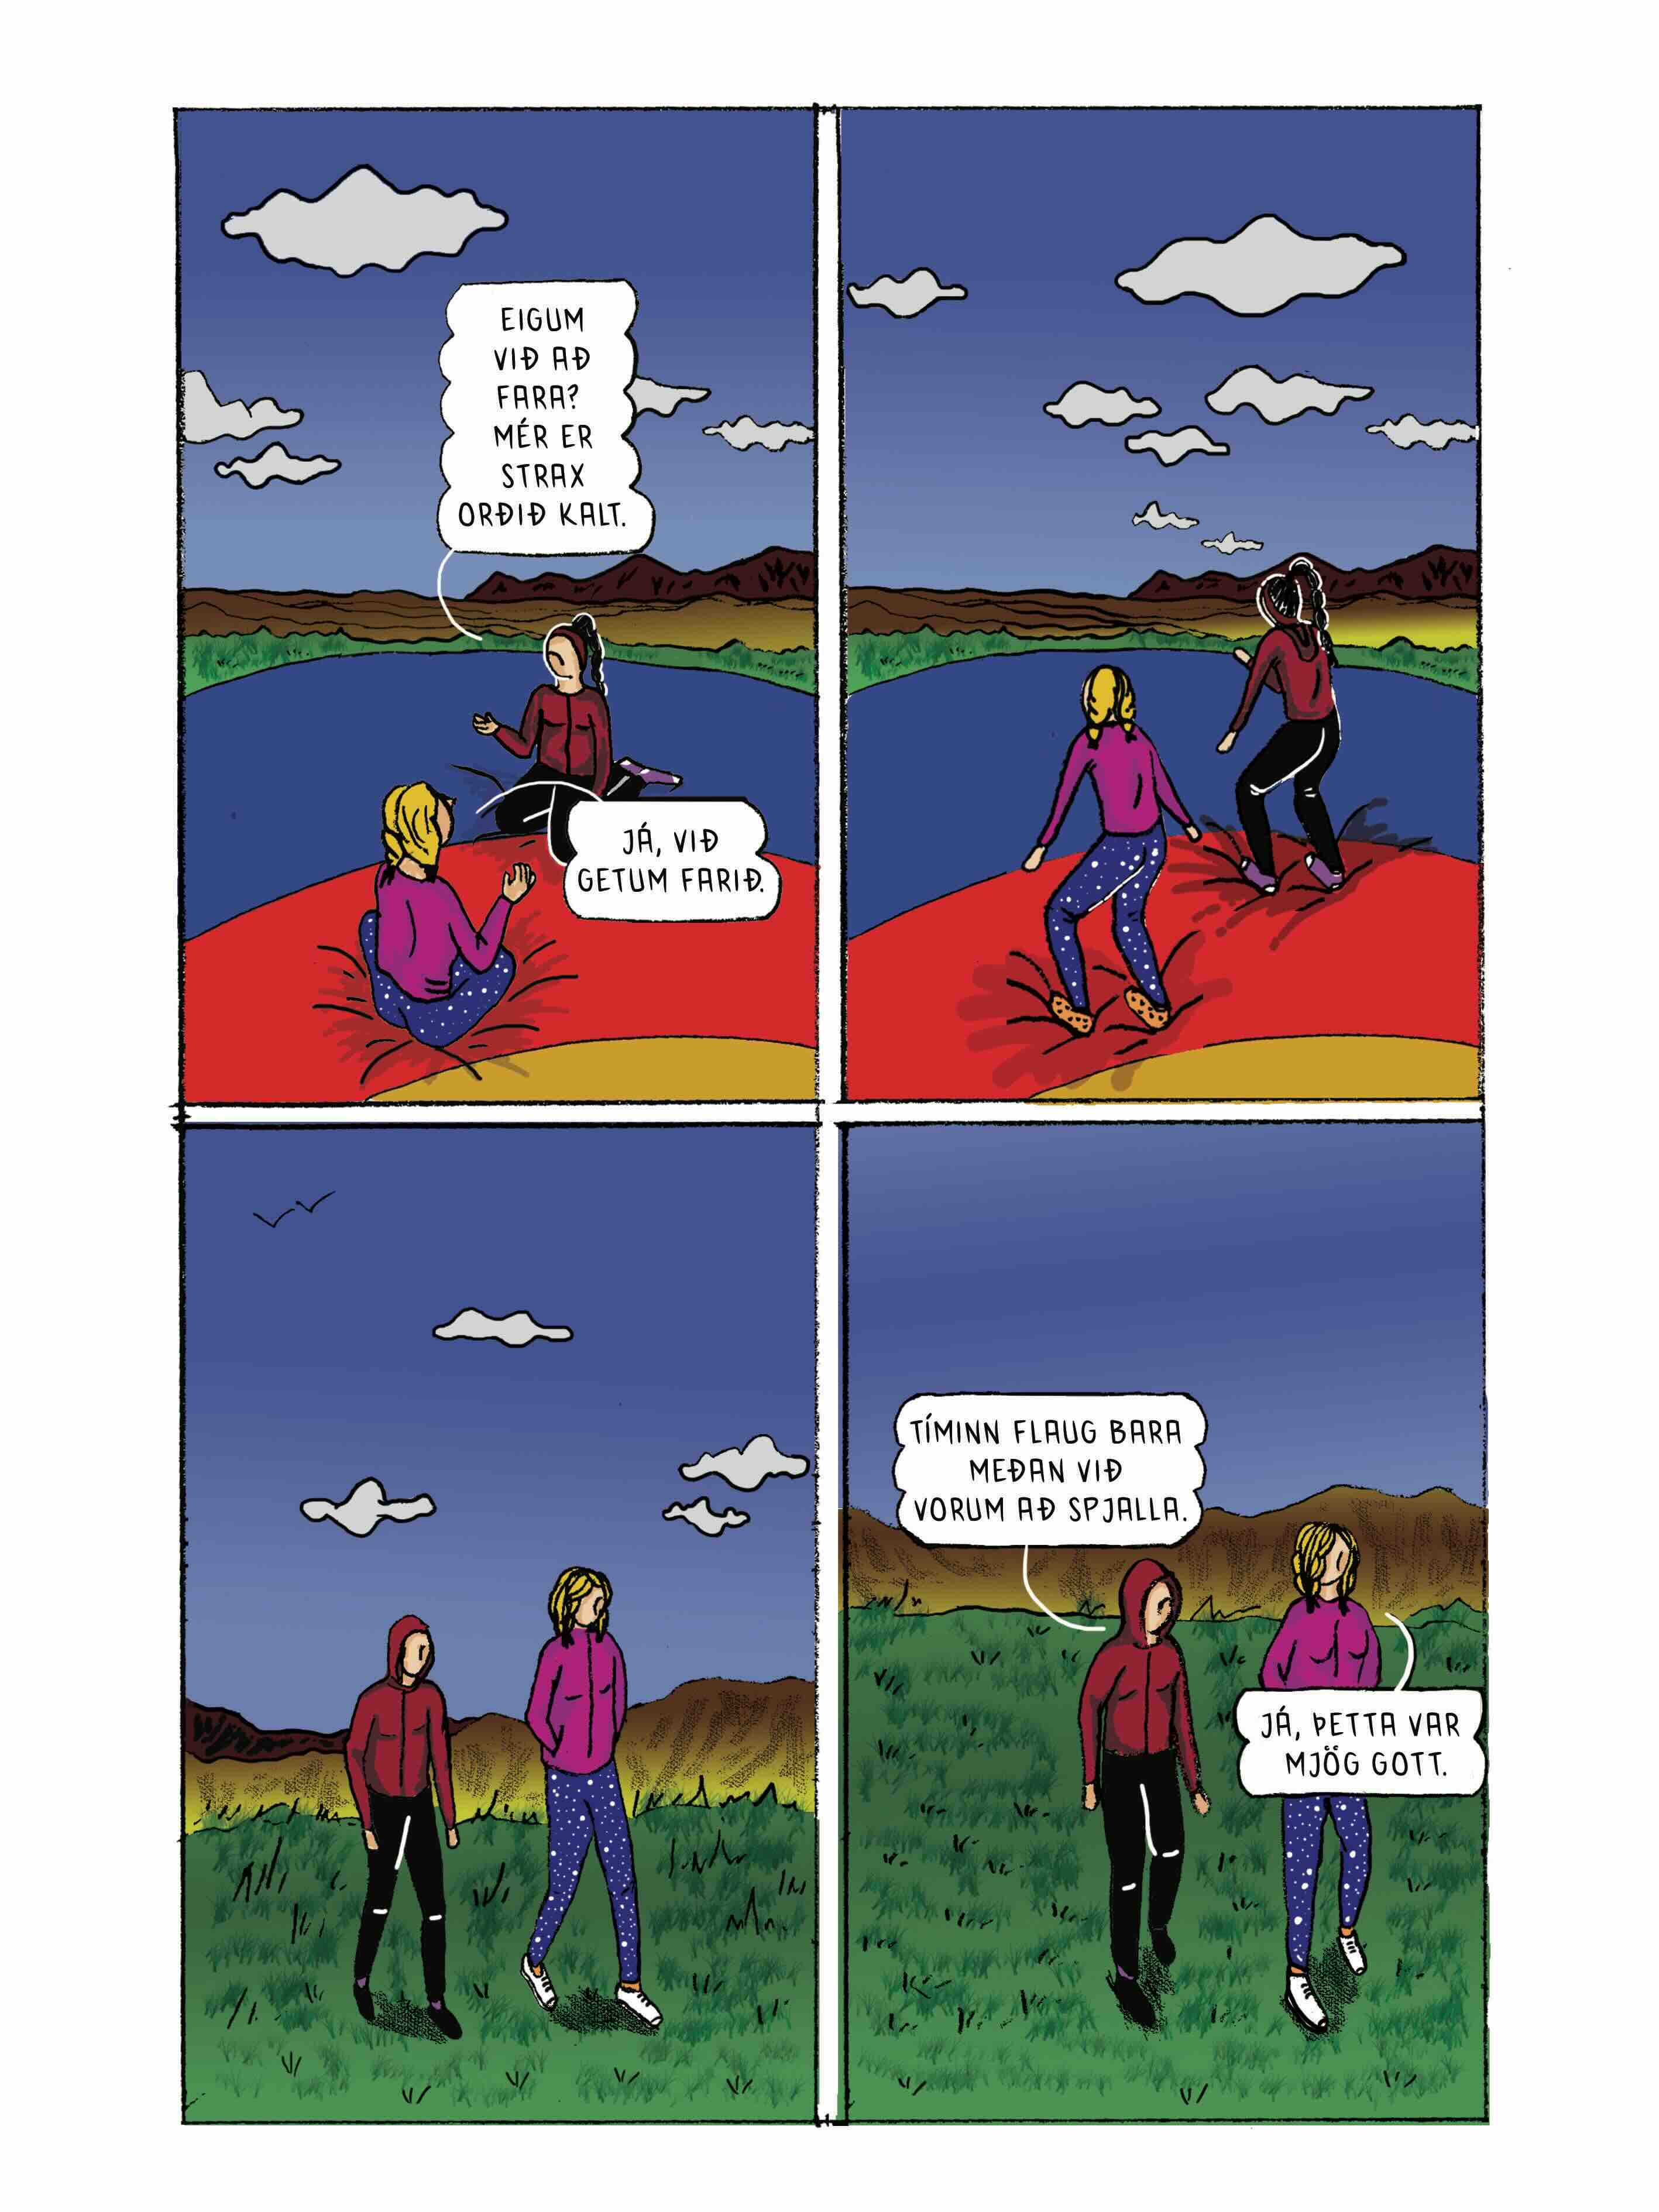 EIGUM
VIÐ AÐ
FARA?
MÉR ER
STRAX
ORÐIÐ KALT.
JÁ, VIÐ
GETUM FARIÐ.
TÍMINN FLAUG BARA
MEÐAN VIÐ
VORUM AÐ SPJALLA.
JÁ, ÞETTA VAR
MJÖG GOTT.